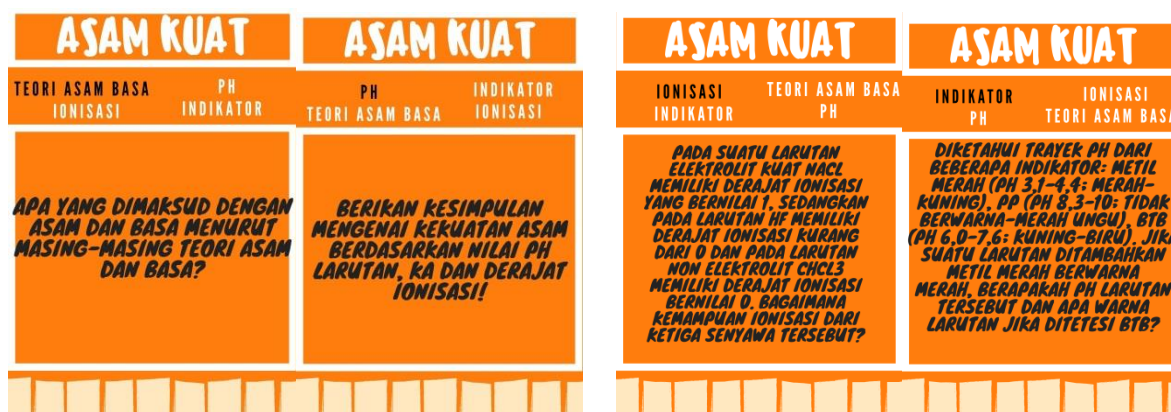 ASAM KUAT
TEORI ASAM BASA
IONISASI
PH
INDIKATOR
APA YANG DIMAKSUD DENGAN
ASAM DAN BASA MENURUT
MASING-MASING TEORI ASAM
DAN BASA?
ASAM KUAT
PH
TEORI ASAM BASA
INDIKATOR
IONISASI
BERIKAN KESIMPULAN
MENGENAI KEKUATAN ASAM
BERDASARKAN NILAI PH
LARUTAN, KA DAN DERAJAT
IONISASI!
ASAM KUAT
IONISASI
INDIKATOR
TEORI ASAM BASA
PH
PADA SUATU LARUTAN
ELEKTROLIT KUAT NACL
MEMILIKI DERAJAT IONISASI
YANG BERNILAI 1, SEDANGKAN
PADA LARUTAN HF MEMILIKI
DERAJAT IONISASI KURANG
DARI 0 DAN PADA LARUTAN
NON ELEKTROLIT CHCL3
MEMILIKI DERAJAT IONISASI
BERNILAI 0. BAGAIMANA
KEMAMPUAN IONISASI DARI
KETIGA SENYAWA TERSEBUT?
ASAM KUAT
INDIKATOR
PH
IONISASI
TEORI ASAM BASA
DIKETAHUI TRAYEK PH DARI
BEBERAPA INDIKATOR: METIL
MERAH (PH 3,1-4,4: MERAH-
KUNING), PP (PH 8,3-10: TIDAK
BERWARNA-MERAH UNGU), BTB
(PH 6,0-7,6: KUNING-BIRU). JIKA
SUATU LARUTAN DITAMBAHKAN
METIL MERAH BERWARNA
MERAH, BERAPAKAH PH LARUTAN
TERSEBUT DAN APA WARNA
LARUTAN JIKA DITETESI BTB?